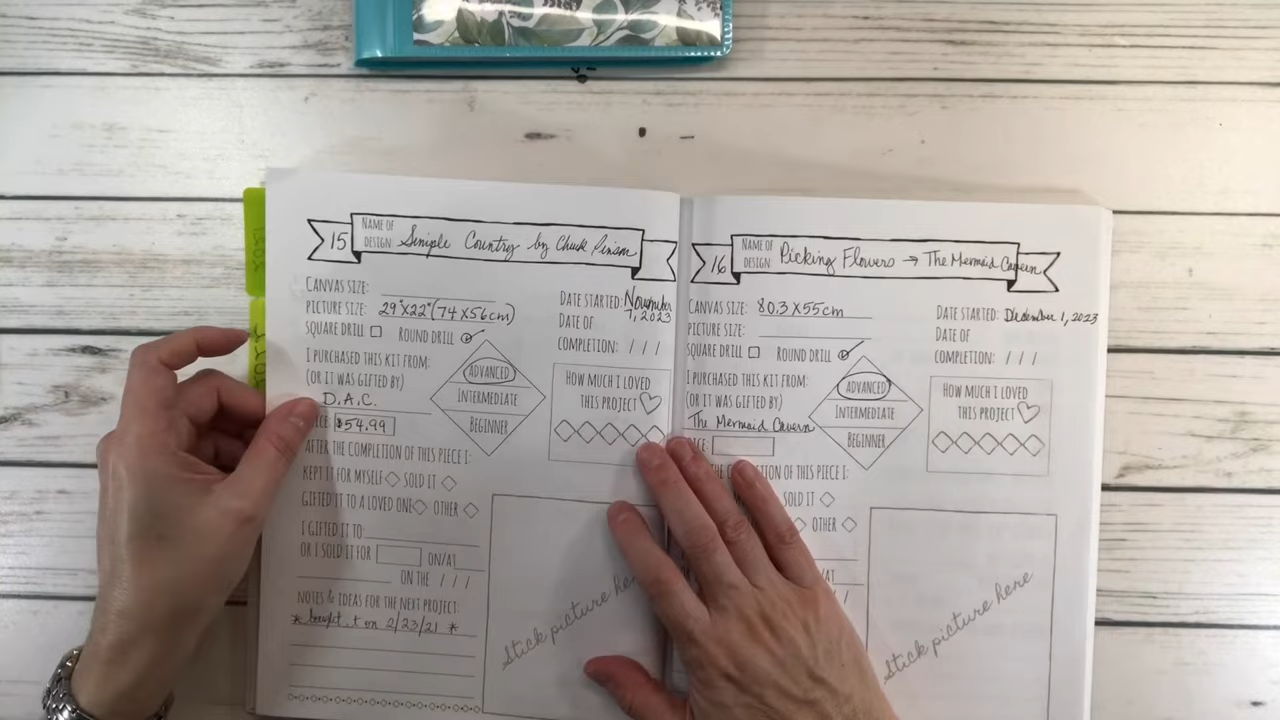 15 NAME OF DESIGN: Simple Country by Chuck Pinson
CANVAS SIZE:
PICTURE SIZE: 29"X22" (74X56cm)
SQUARE DRILL ROUND DRILL
I PURCHASED THIS KIT FROM:
(OR IT WAS GIFTED BY)
D.A.C.
$54.99
DATE STARTED: November 7, 2023
DATE OF
COMPLETION: / / /
ADVANCED
INTERMEDIATE
BEGINNER
HOW MUCH I LOVED
THIS PROJECT
AFTER THE COMPLETION OF THIS PIECE I:
KEPT IT FOR MYSELF SOLD IT
GIFTED IT TO A LOVED ONE OTHER
I GIFTED IT TO
OR I SOLD IT FOR ON/AT
ON THE / / /
NOTES & IDEAS FOR THE NEXT PROJECT:
* bought it on 2/23/21 *
Stick picture here
16 NAME OF DESIGN: Picking Flowers → The Mermaid Cavern
CANVAS SIZE: 80.3X55cm
PICTURE SIZE:
SQUARE DRILL ROUND DRILL
I PURCHASED THIS KIT FROM:
(OR IT WAS GIFTED BY)
The Mermaid Cavern
DATE STARTED: December 1, 2023
DATE OF
COMPLETION: / / /
ADVANCED
INTERMEDIATE
BEGINNER
HOW MUCH I LOVED
THIS PROJECT
OF THIS PIECE I:
SOLD IT
OTHER
Stick picture here